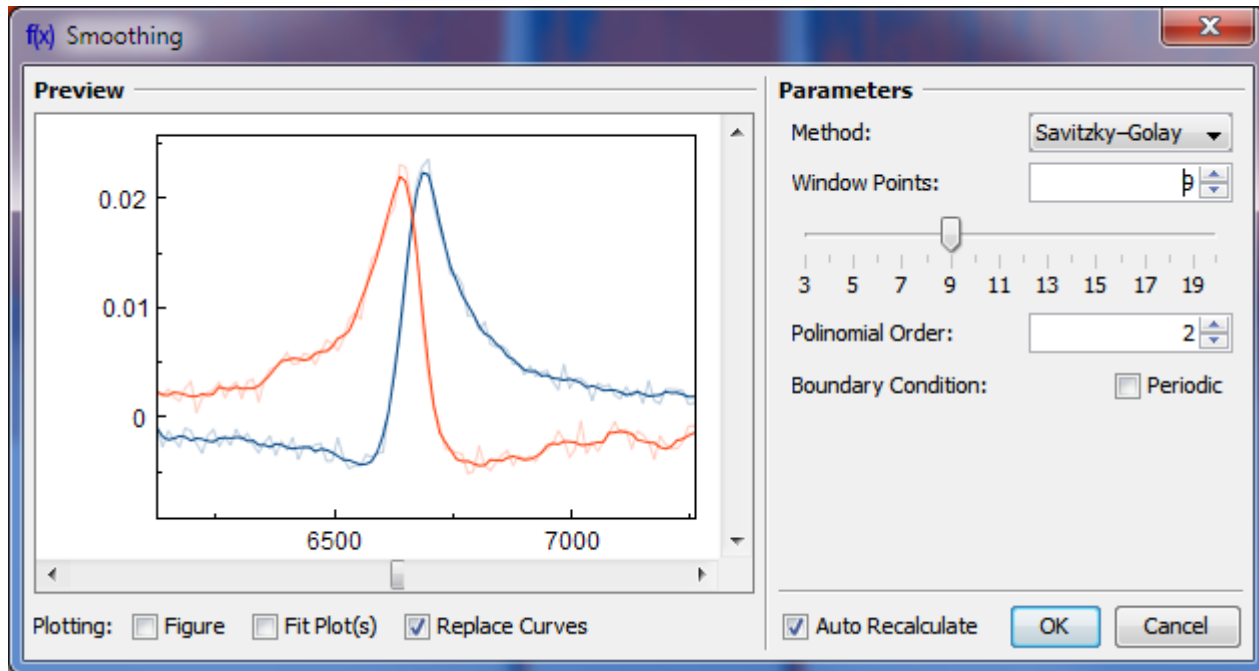 f(x) Smoothing
X
Preview
0.02
0.01
0
6500 7000
Plotting: Figure Fit Plot(s) Replace Curves
Parameters
Method: Savitzky–Golay
Window Points: 9
3 5 7 9 11 13 15 17 19
Polinomial Order: 2
Boundary Condition: Periodic
Auto Recalculate OK Cancel